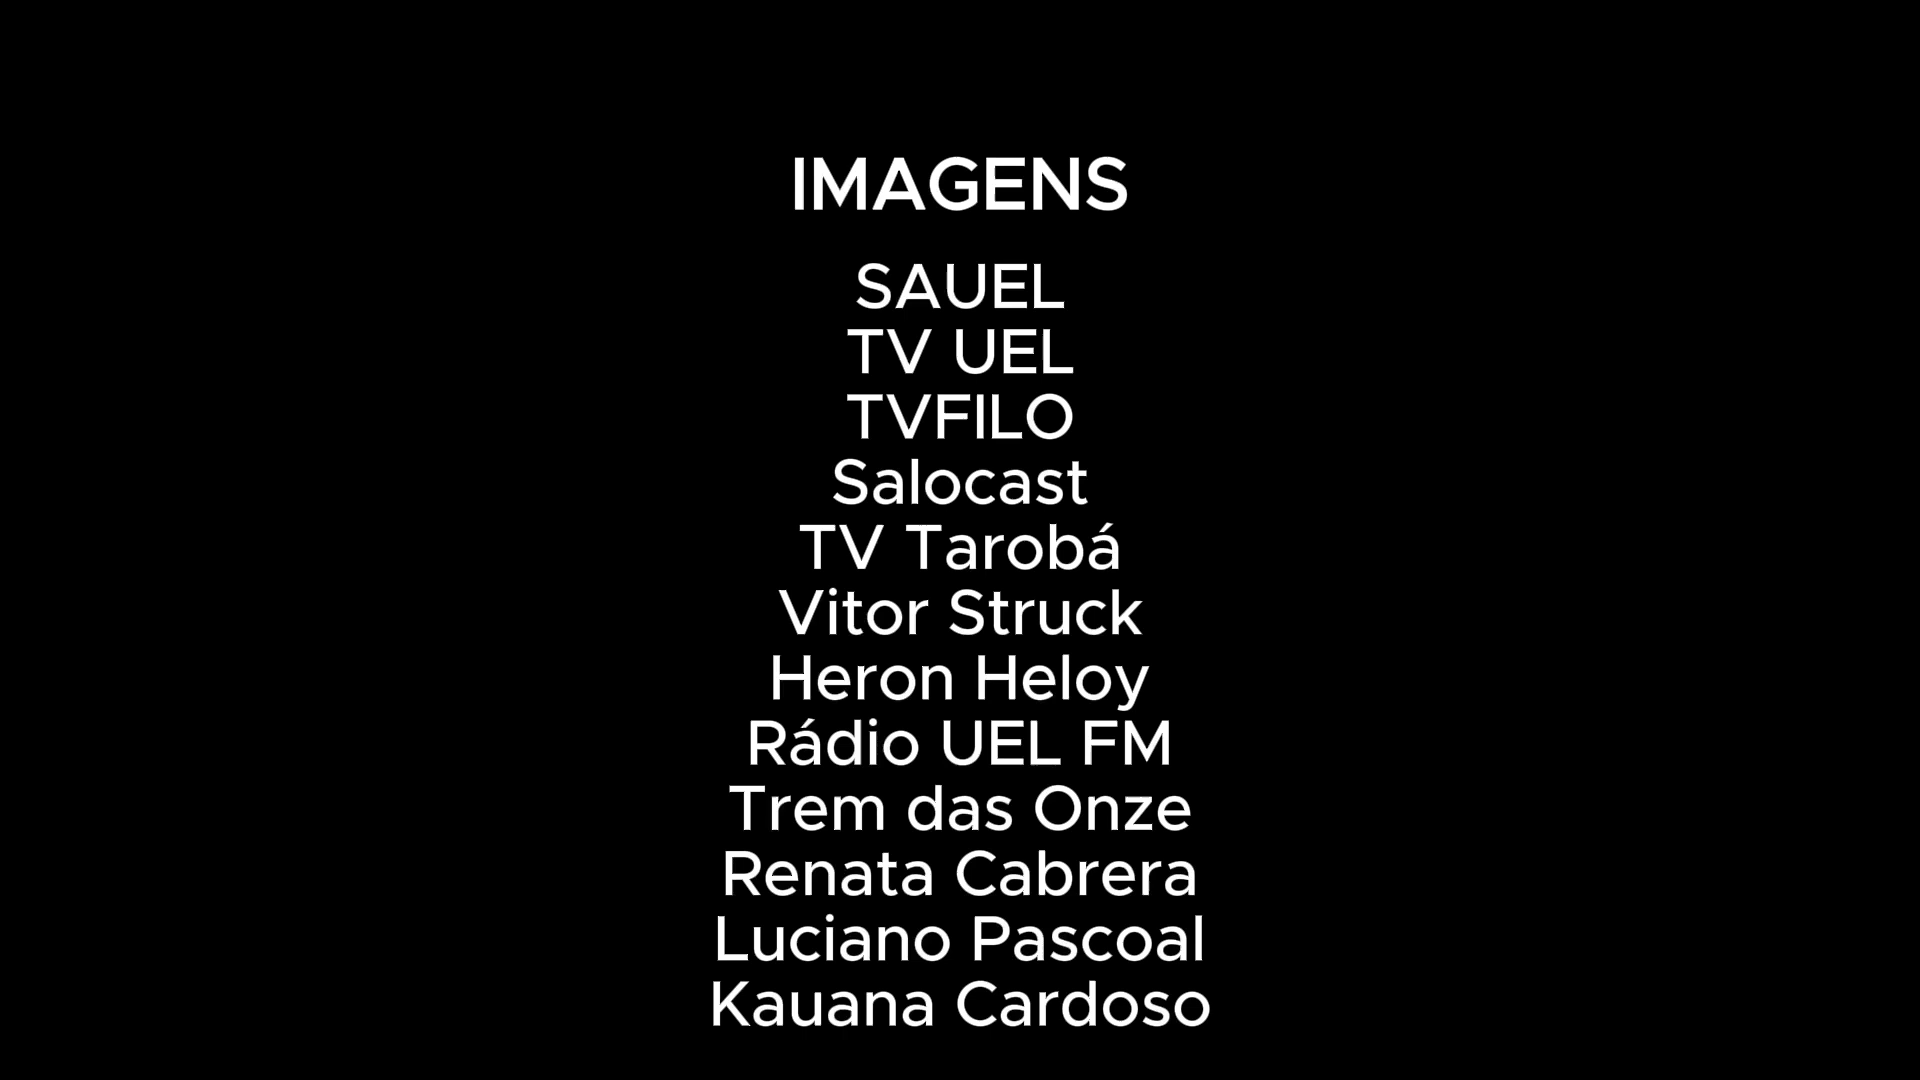 IMAGENS
SAUEL
TV UEL
TVFILO
Salocast
TV Tarobá
Vitor Struck
Heron Heloy
Rádio UEL FM
Trem das Onze
Renata Cabrera
Luciano Pascoal
Kauana Cardoso